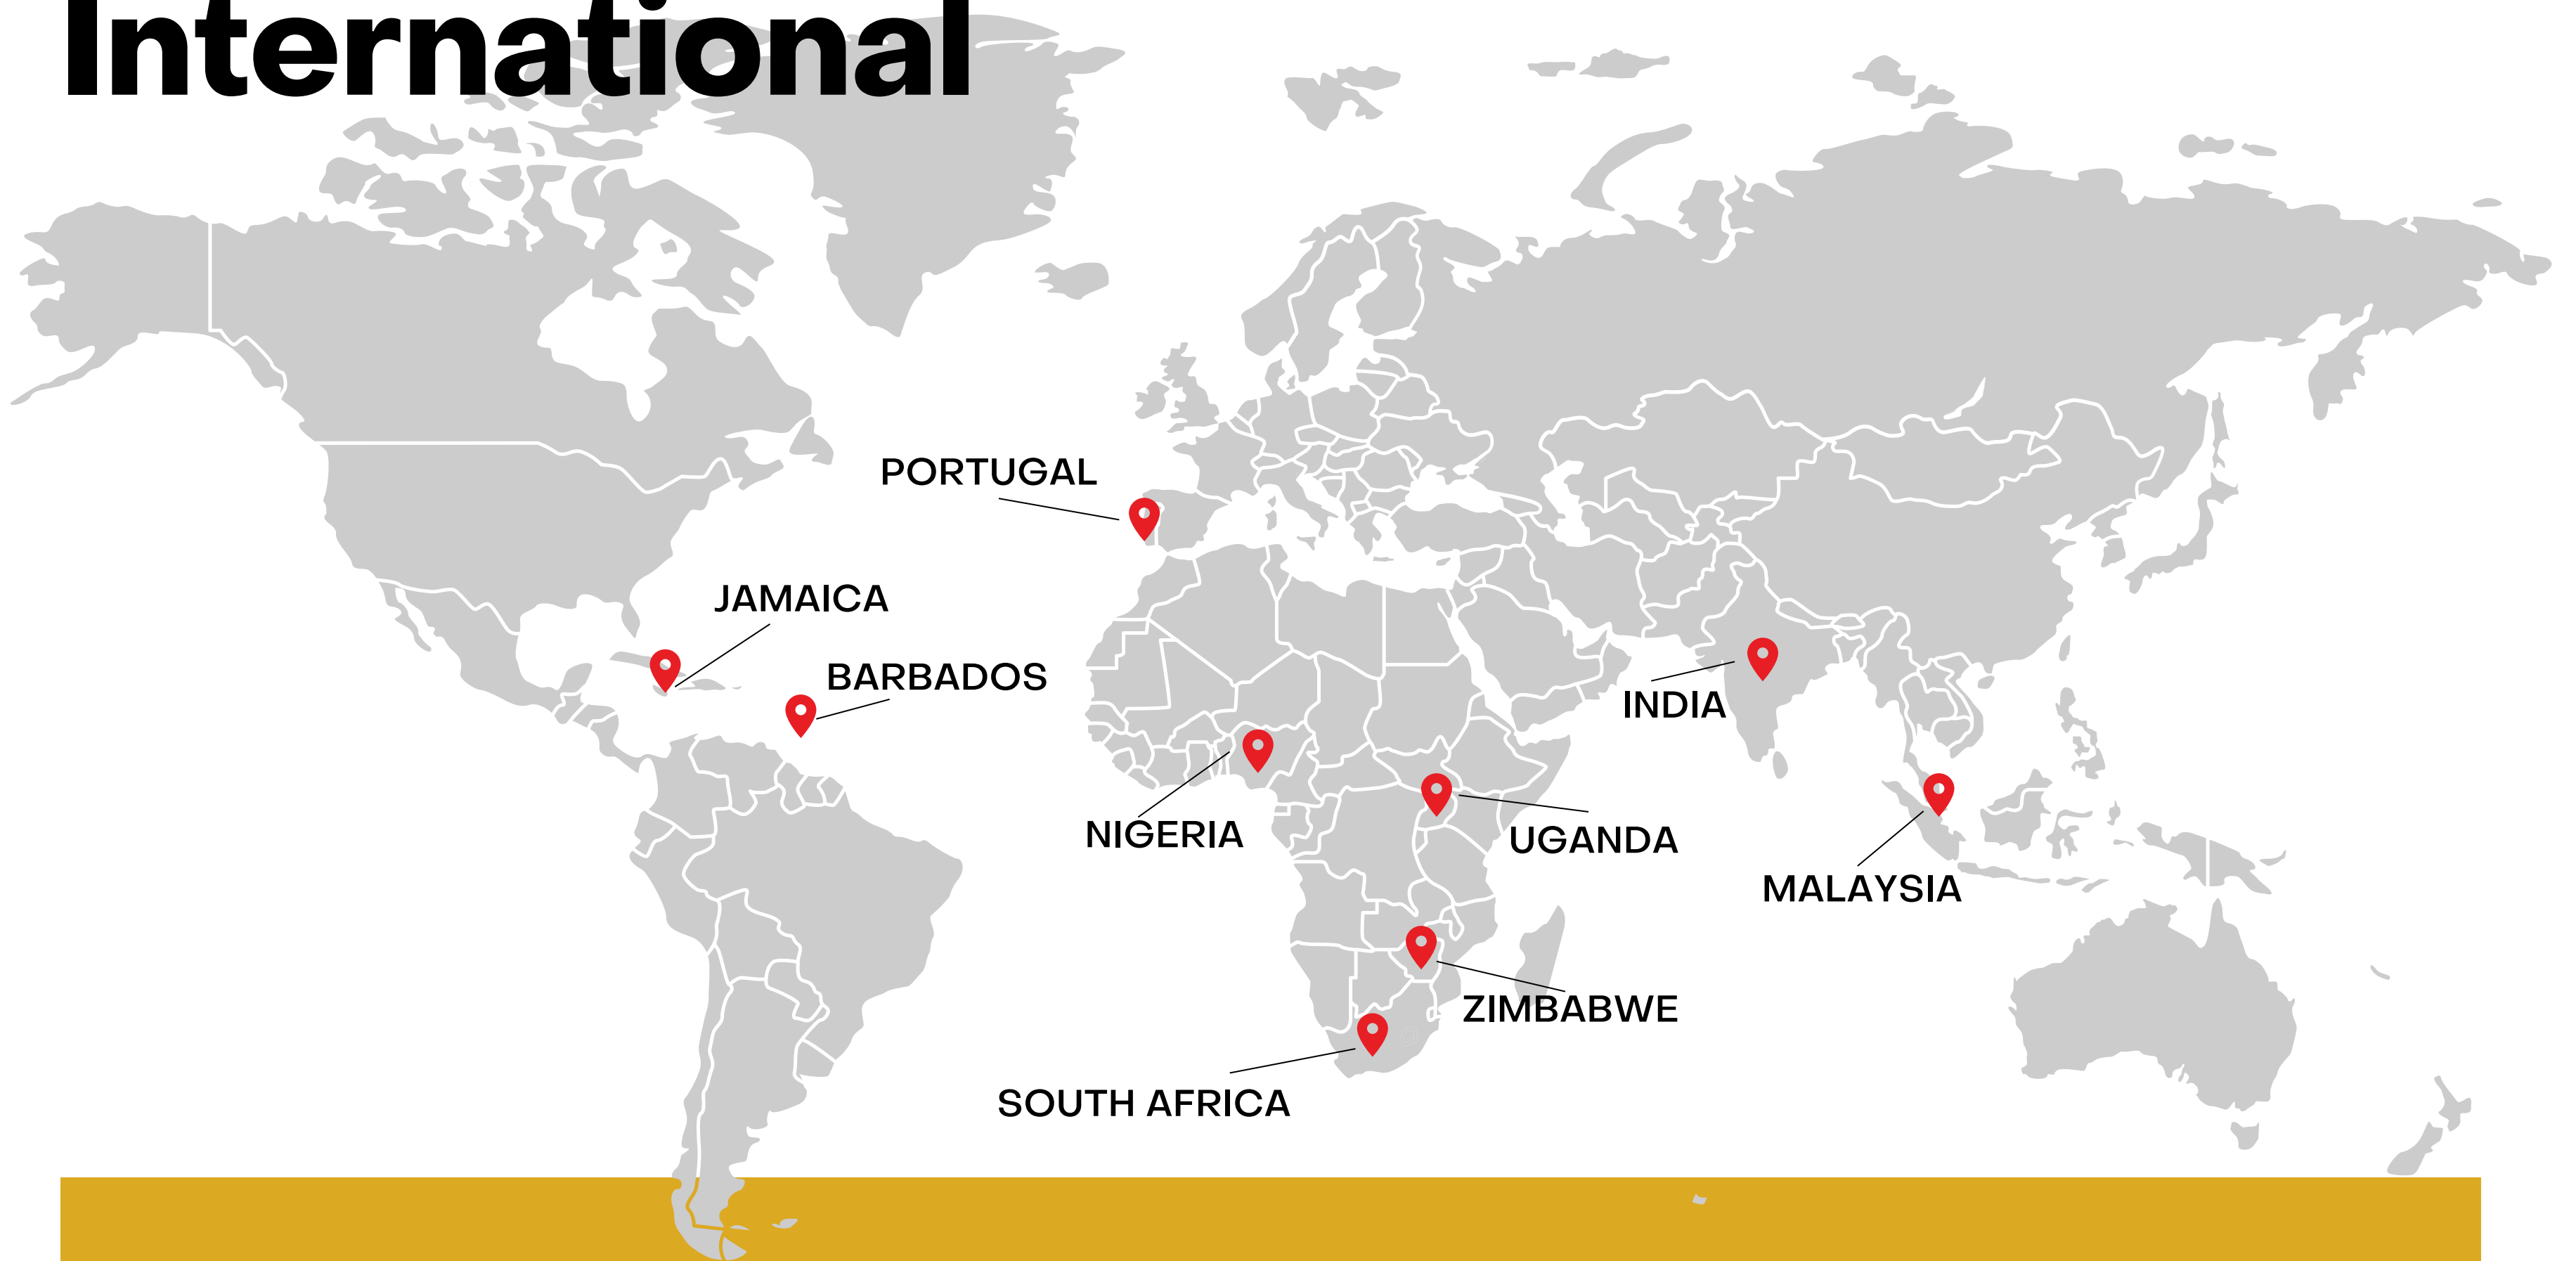 International
PORTUGAL
JAMAICA
BARBADOS
INDIA
NIGERIA
UGANDA
MALAYSIA
ZIMBABWE
SOUTH AFRICA